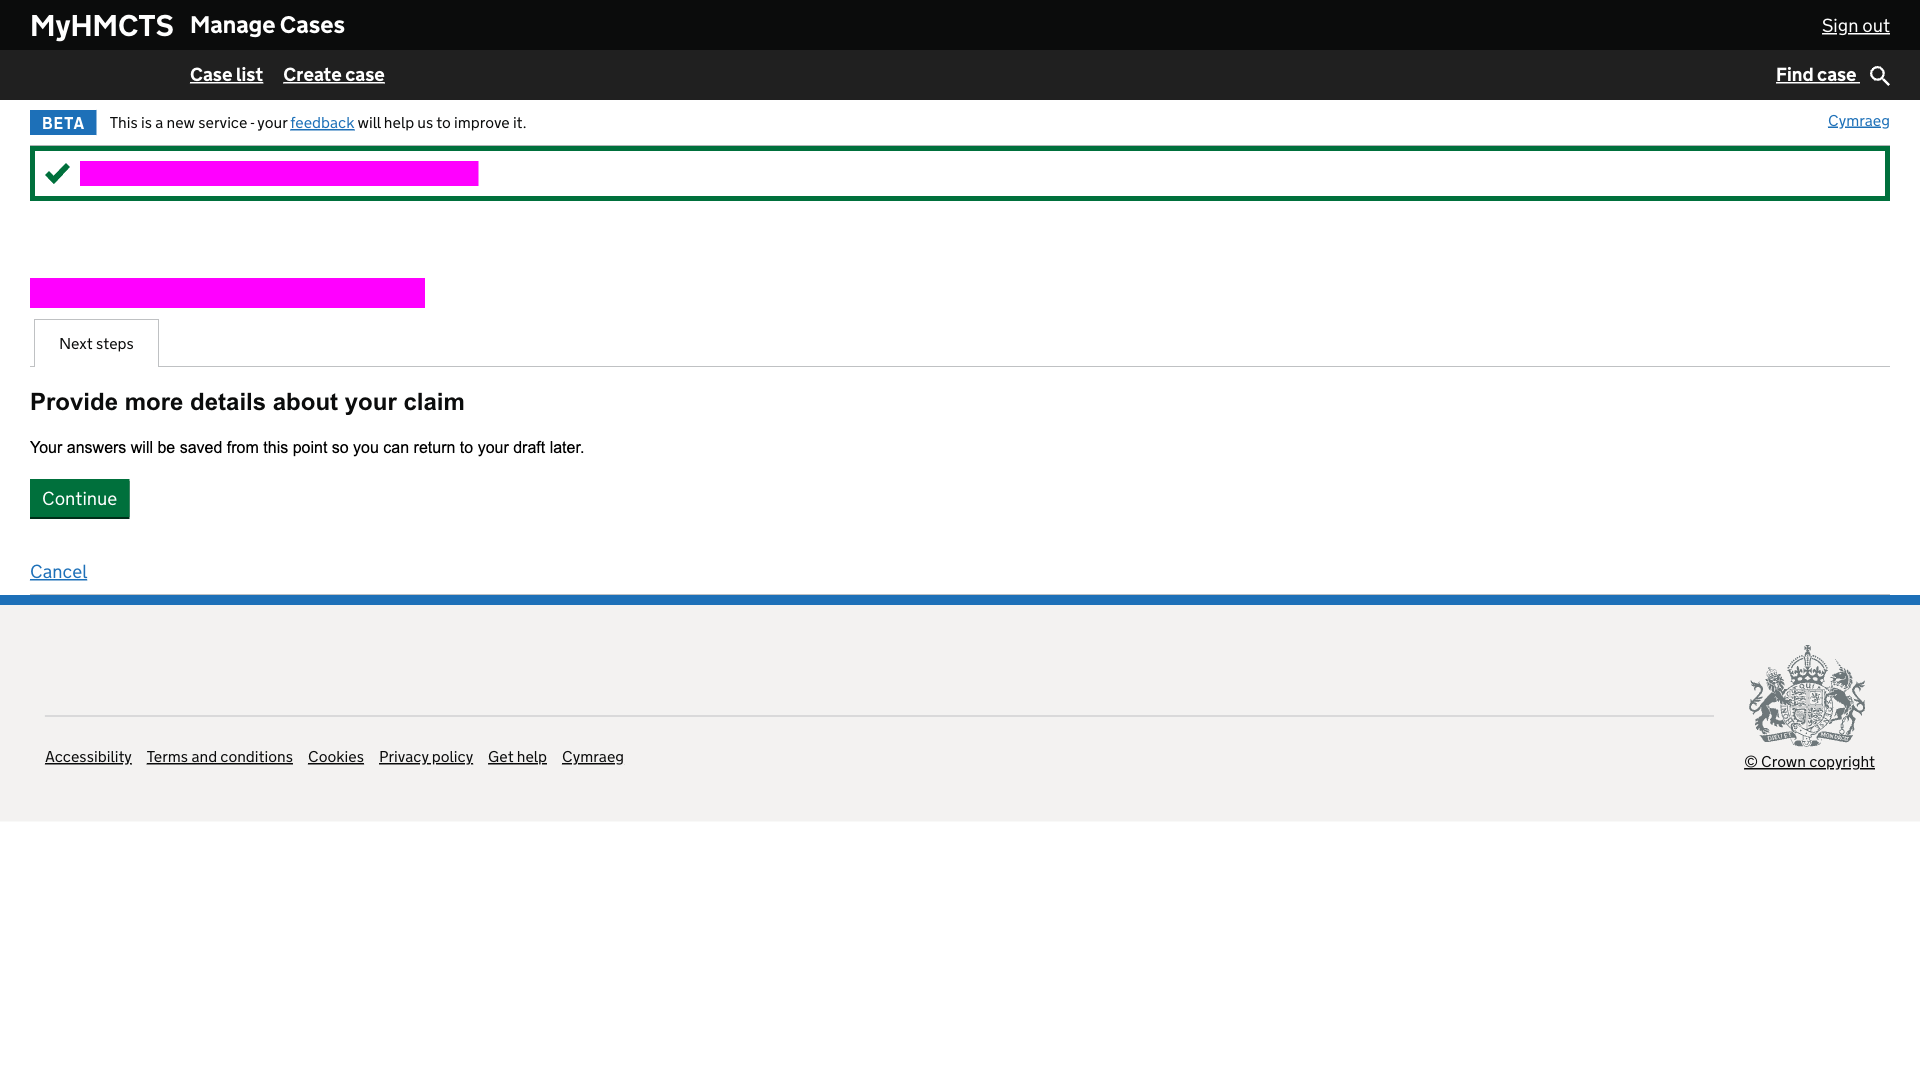 MyHMCTS Manage Cases Sign out
Case list Create case Find case
BETA This is a new service - your feedback will help us to improve it. Cymraeg
Next steps
Provide more details about your claim
Your answers will be saved from this point so you can return to your draft later.
Continue
Cancel
Accessibility Terms and conditions Cookies Privacy policy Get help Cymraeg
© Crown copyright